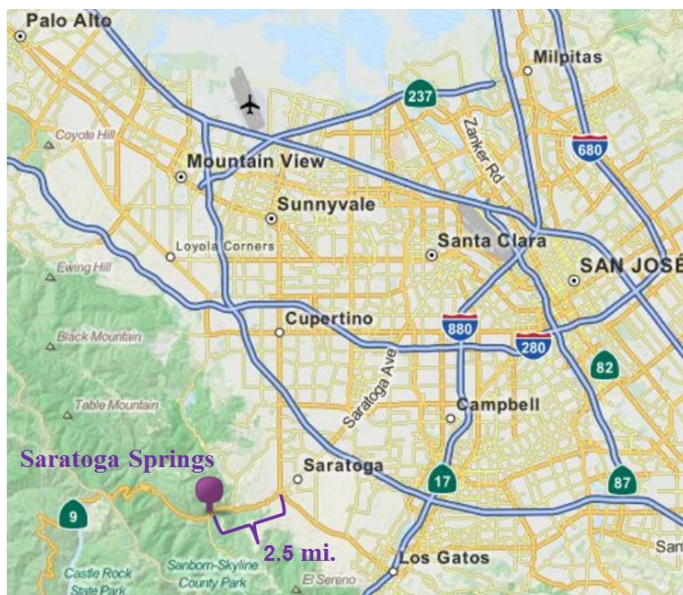 Palo Alto
Milpitas
237
Zanker Rd
680
Coyote Hill
Mountain View
Sunnyvale
Loyola Corners
Santa Clara
SAN JOSÉ
Ewing Hill
Cupertino
880
Black Mountain
280
82
Saratoga Ave
Table Mountain
Campbell
Saratoga Springs
Saratoga
17
87
9
2.5 mi.
San
Sanborn-Skyline
County Park
Los Gatos
Castle Rock
State Park
El Sereno